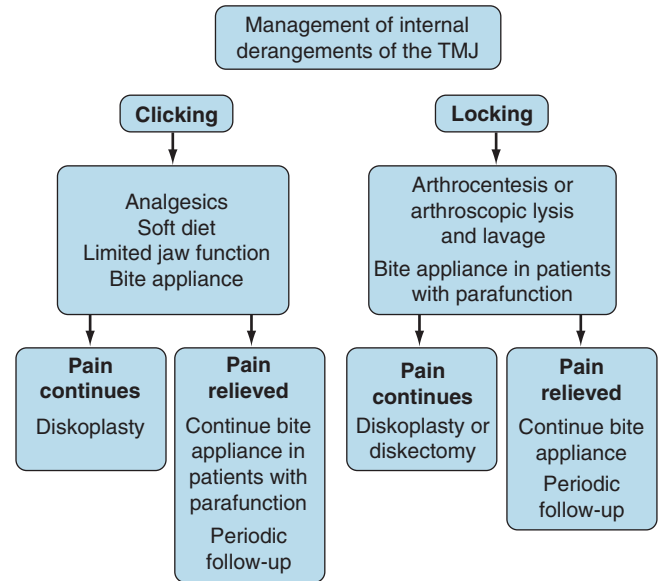 Management of internal
derangements of the TMJ
Clicking
Analgesics
Soft diet
Limited jaw function
Bite appliance
Pain
continues
Diskoplasty
Pain
relieved
Continue bite
appliance in
patients with
parafunction
Periodic
follow-up
Locking
Arthrocentesis or
arthroscopic lysis
and lavage
Bite appliance in patients
with parafunction
Pain
continues
Diskoplasty or
diskectomy
Pain
relieved
Continue bite
appliance
Periodic
follow-up